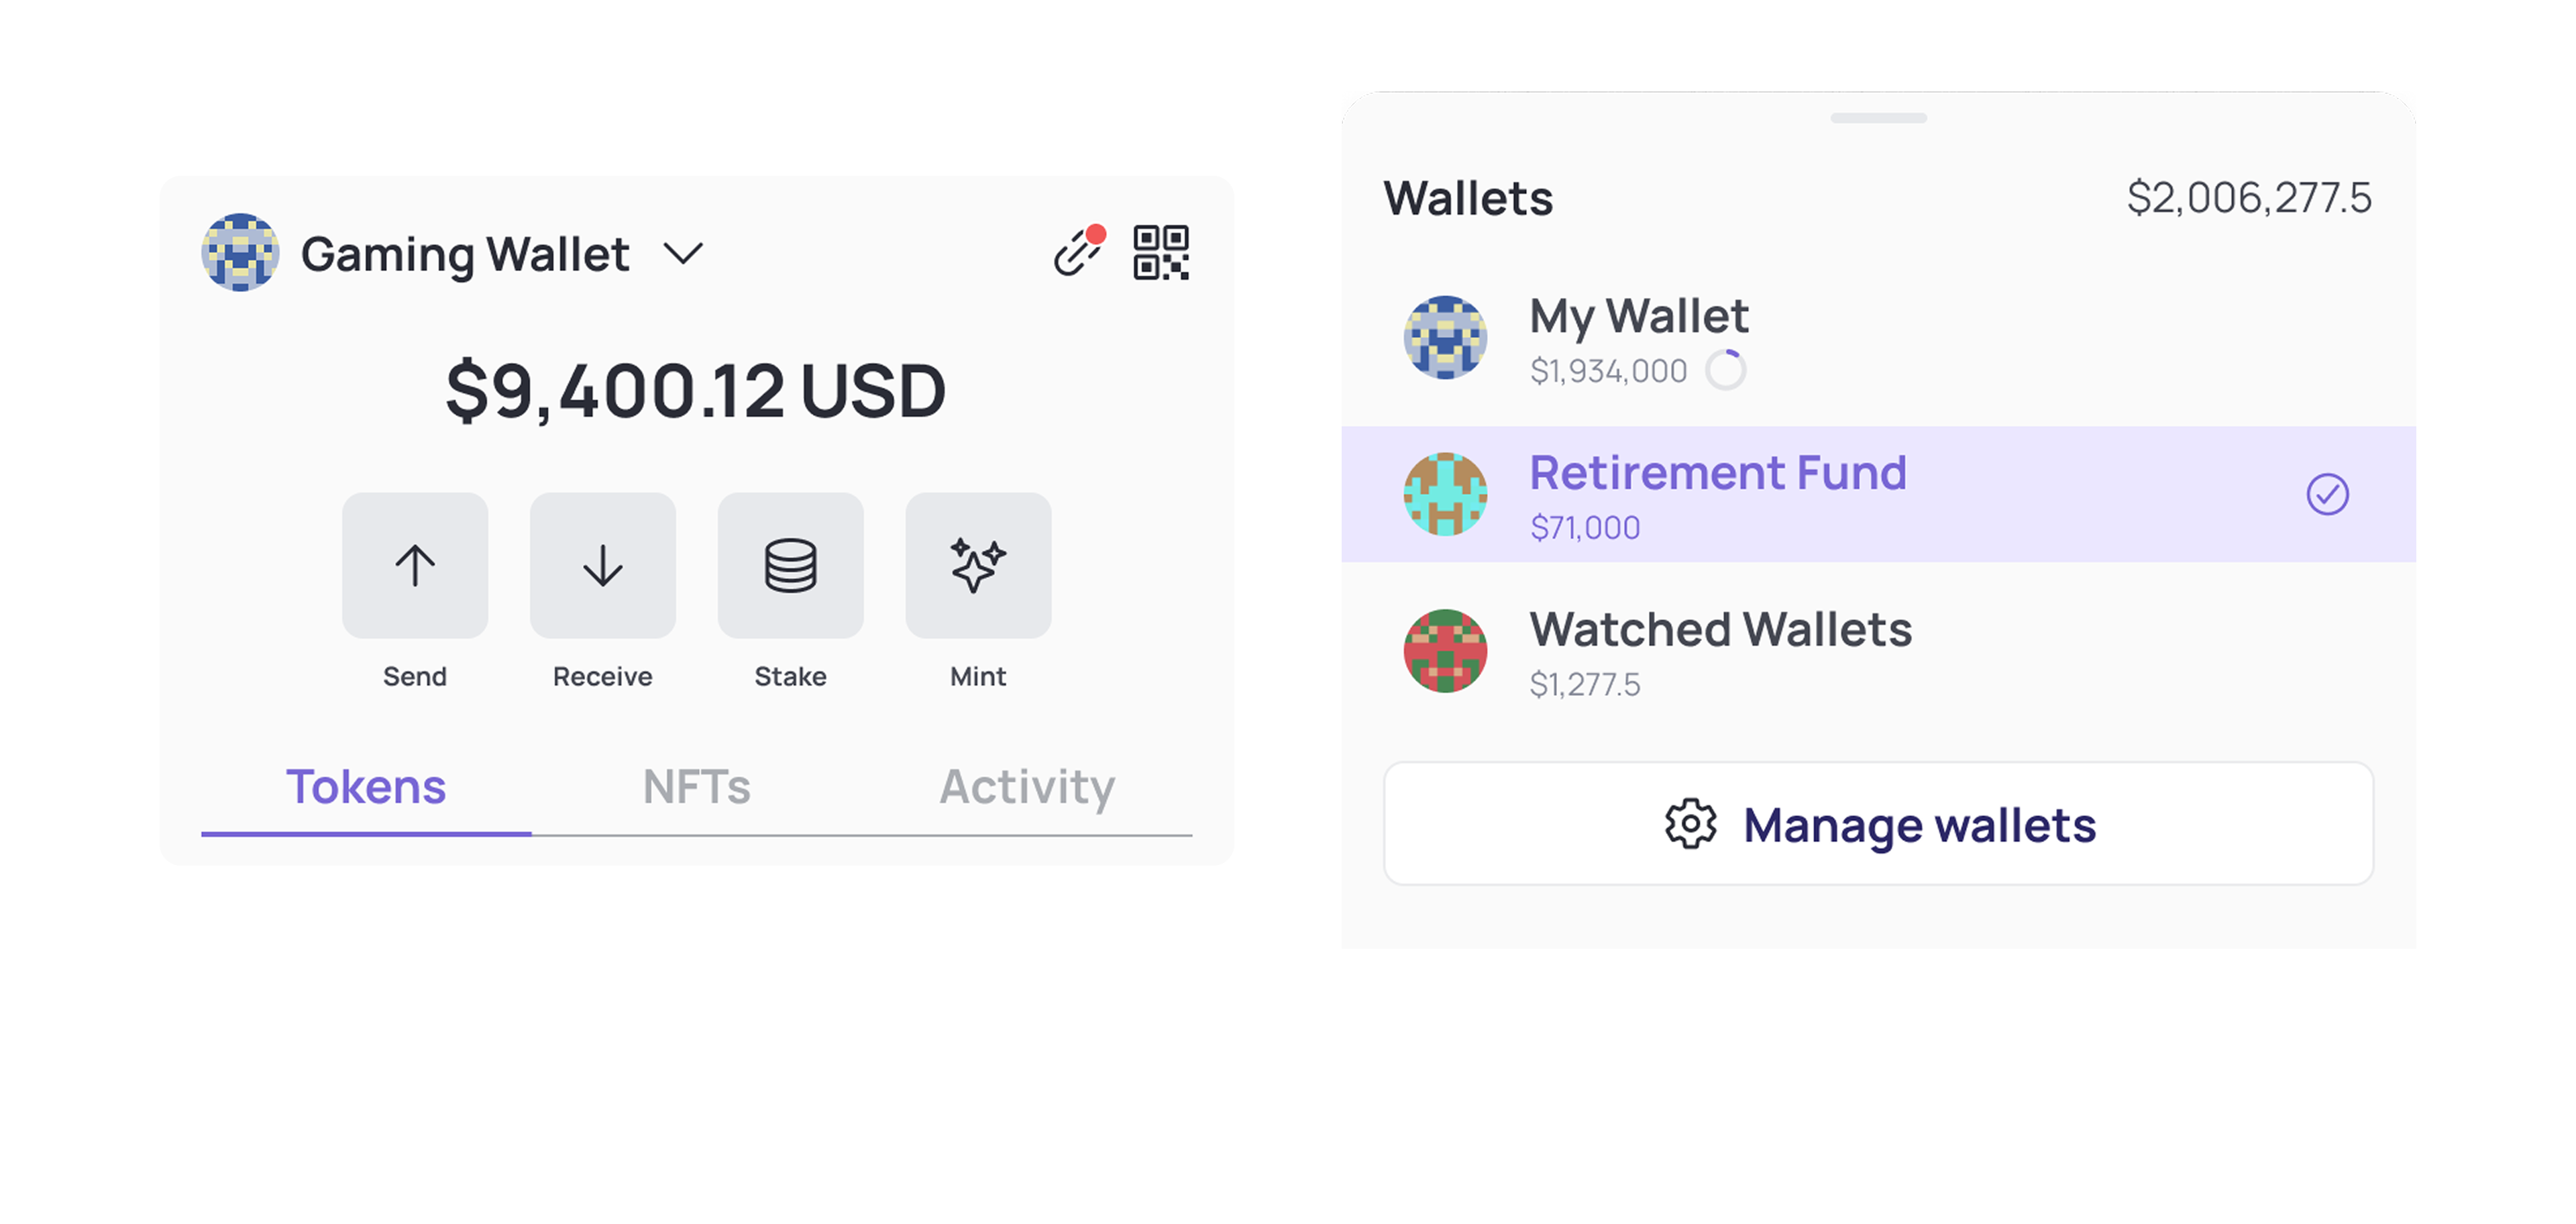 Gaming Wallet
$9,400.12 USD
Send Receive Stake Mint
Tokens NFTs Activity
Wallets $2,006,277.5
My Wallet
$1,934,000
Retirement Fund
$71,000
Watched Wallets
$1,277.5
Manage wallets